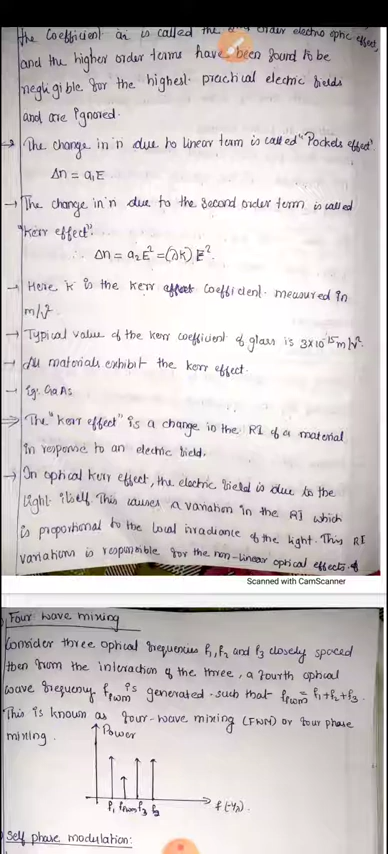 the coefficient an is called the order electro optic effect,
and the higher order terms have been found to be
negligible for the highest practical electric fields
and are ignored.
→ The change in 'n' due to linear term is called "Pockels effect"
Δn = a₁E
→ The change in 'n' due to the second order term is called
"Kerr effect".
∴ Δn = a₂E² = (λK) E²
→ Here K is the kerr effect coefficient measured in
m/v².
→ Typical value of the kerr coefficient of glass is 3×10⁻¹⁵ m/v².
→ All materials exhibit the kerr effect.
→ Eg: GaAs
⇒ The "kerr effect" is a change in the RI of a material
in response to an electric field.
→ In optical kerr effect, the electric field is due to the
light itself. This causes a variation in the RI which
is proportional to the local irradiance of the light. This RI
variations is responsible for the non-linear optical effects of
Scanned with CamScanner
Four wave mixing
Consider three optical frequencies f₁, f₂ and f₃ closely spaced
then from the interaction of the three, a fourth optical
wave frequency fFWM is generated such that fFWM = f₁ + f₂ + f₃.
This is known as four-wave mixing (FWM) or four phase
mixing.
Power
f₁ fFWM f₃ f₂ f(-1/λ).
Self phase modulation: